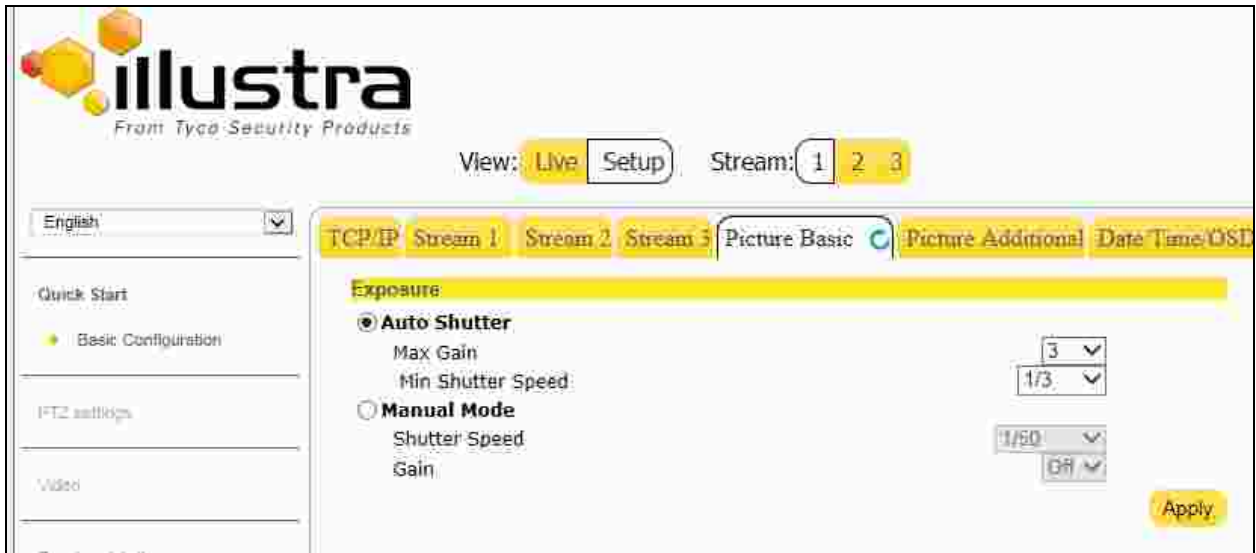 illustra
From Tyco Security Products
View: Live Setup Stream: 1 2 3
English
TCP/IP Stream 1 Stream 2 Stream 3 Picture Basic Picture Additional Date/Time/OSD
Quick Start
Basic Configuration
PTZ settings
Video
Exposure
Auto Shutter
Max Gain 3
Min Shutter Speed 1/3
Manual Mode
Shutter Speed 1/60
Gain Off
Apply